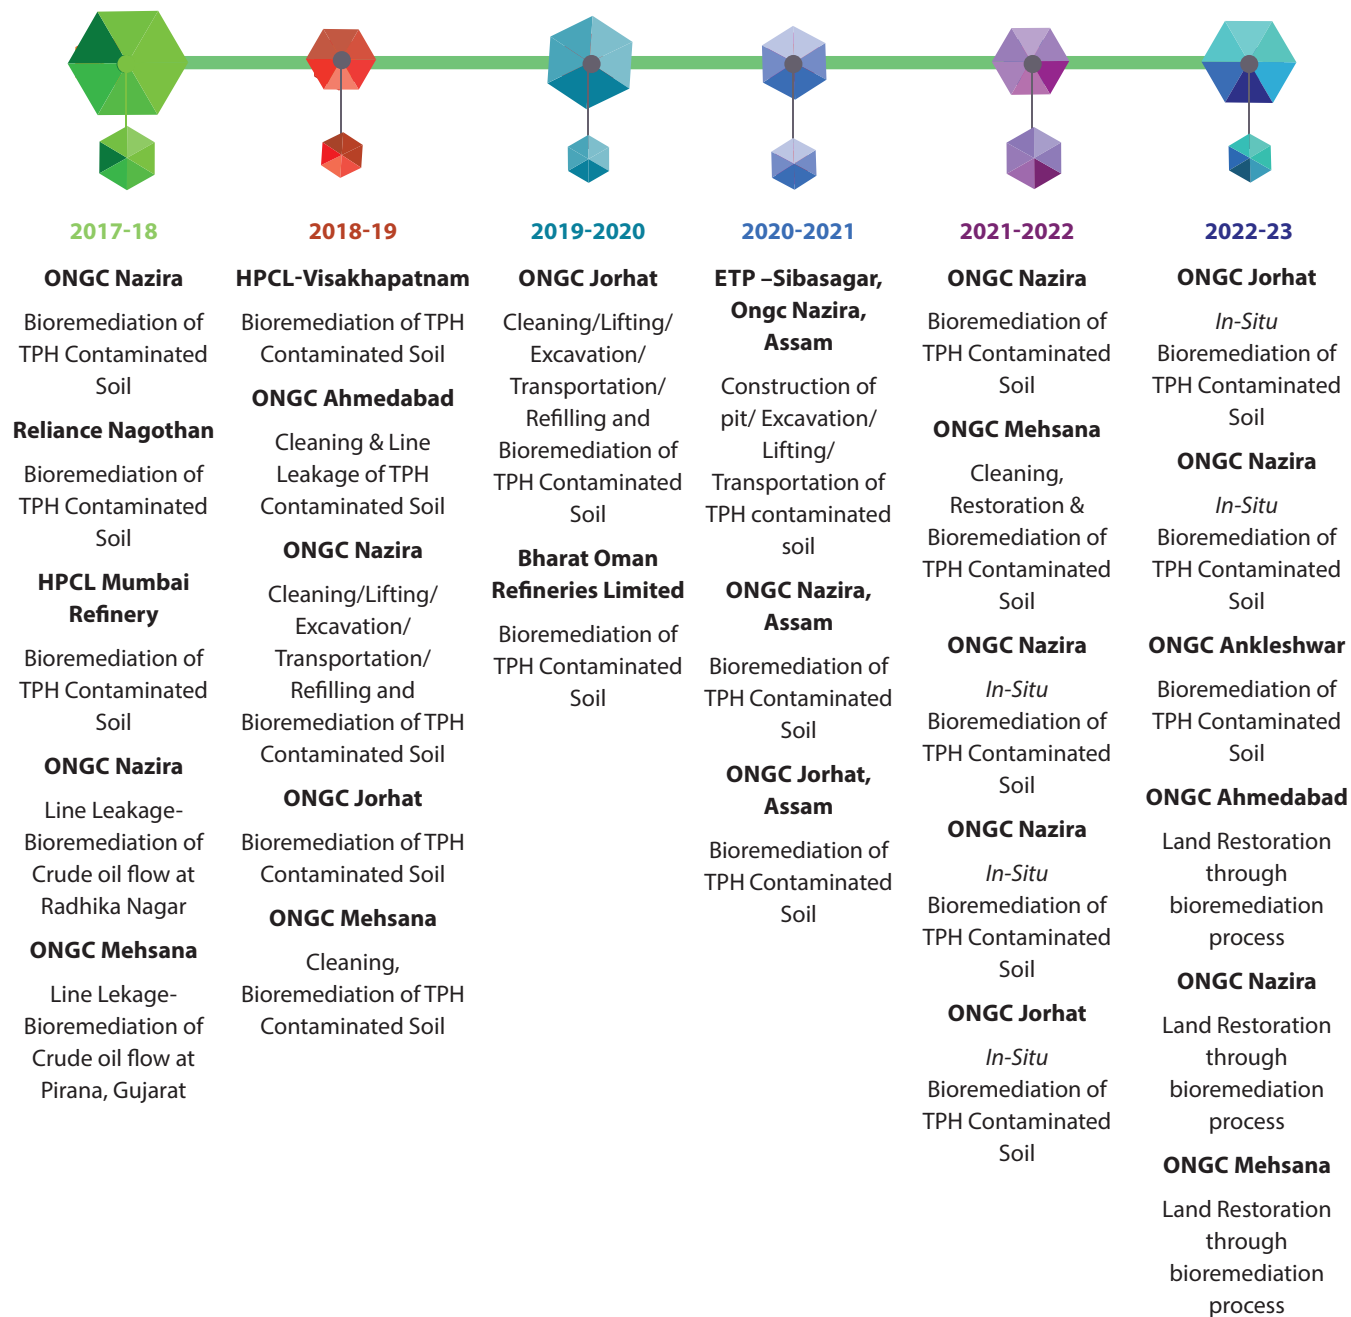 2017-18
ONGC Nazira
Bioremediation of
TPH Contaminated
Soil
Reliance Nagothan
Bioremediation of
TPH Contaminated
Soil
HPCL Mumbai
Refinery
Bioremediation of
TPH Contaminated
Soil
ONGC Nazira
Line Leakage-
Bioremediation of
Crude oil flow at
Radhika Nagar
ONGC Mehsana
Line Lekage-
Bioremediation of
Crude oil flow at
Pirana, Gujarat
2018-19
HPCL-Visakhapatnam
Bioremediation of TPH
Contaminated Soil
ONGC Ahmedabad
Cleaning & Line
Leakage of TPH
Contaminated Soil
ONGC Nazira
Cleaning/Lifting/
Excavation/
Transportation/
Refilling and
Bioremediation of TPH
Contaminated Soil
ONGC Jorhat
Bioremediation of TPH
Contaminated Soil
ONGC Mehsana
Cleaning,
Bioremediation of TPH
Contaminated Soil
2019-2020
ONGC Jorhat
Cleaning/Lifting/
Excavation/
Transportation/
Refilling and
Bioremediation of
TPH Contaminated
Soil
Bharat Oman
Refineries Limited
Bioremediation of
TPH Contaminated
Soil
2020-2021
ETP –Sibasagar,
Ongc Nazira,
Assam
Construction of
pit/ Excavation/
Lifting/
Transportation of
TPH contaminated
soil
ONGC Nazira,
Assam
Bioremediation of
TPH Contaminated
Soil
ONGC Jorhat,
Assam
Bioremediation of
TPH Contaminated
Soil
2021-2022
ONGC Nazira
Bioremediation of
TPH Contaminated
Soil
ONGC Mehsana
Cleaning,
Restoration &
Bioremediation of
TPH Contaminated
Soil
ONGC Nazira
In-Situ
Bioremediation of
TPH Contaminated
Soil
ONGC Nazira
In-Situ
Bioremediation of
TPH Contaminated
Soil
ONGC Jorhat
In-Situ
Bioremediation of
TPH Contaminated
Soil
2022-23
ONGC Jorhat
In-Situ
Bioremediation of
TPH Contaminated
Soil
ONGC Nazira
In-Situ
Bioremediation of
TPH Contaminated
Soil
ONGC Ankleshwar
Bioremediation of
TPH Contaminated
Soil
ONGC Ahmedabad
Land Restoration
through
bioremediation
process
ONGC Nazira
Land Restoration
through
bioremediation
process
ONGC Mehsana
Land Restoration
through
bioremediation
process